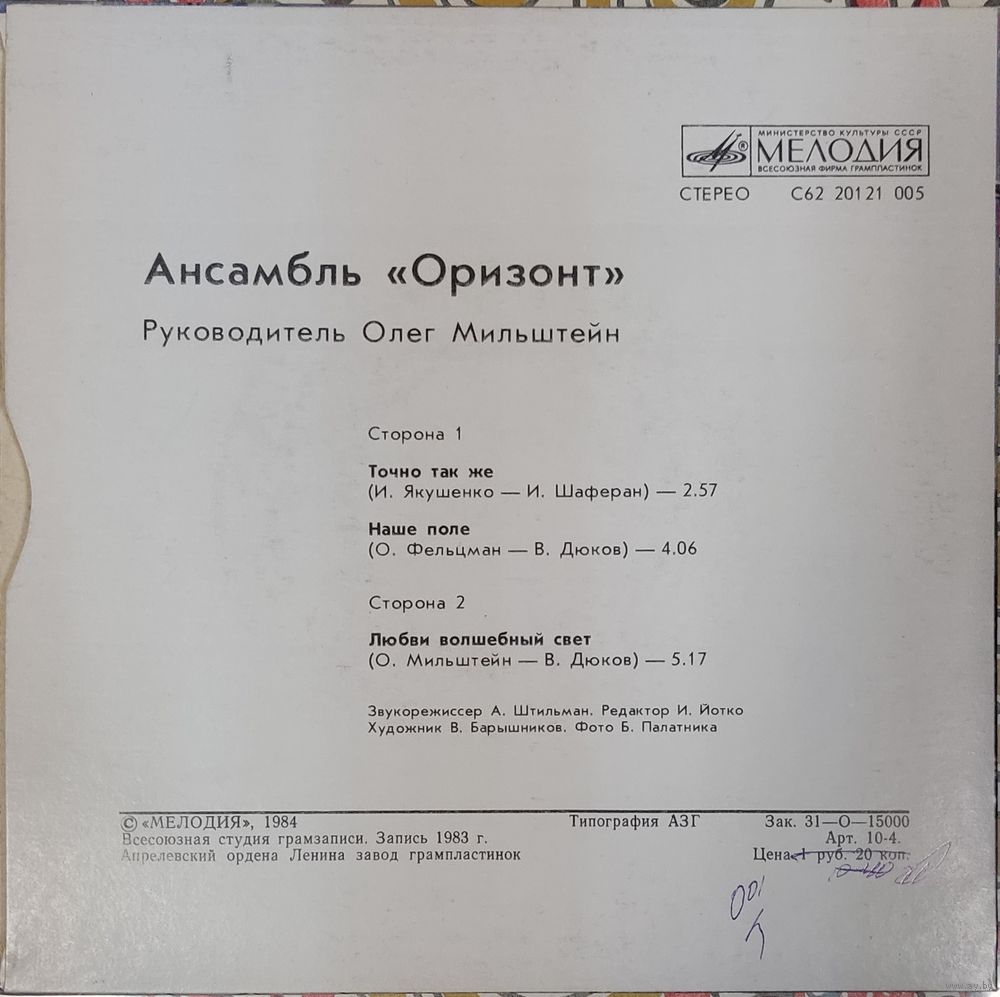 МИНИСТЕРСТВО КУЛЬТУРЫ СССР
МЕЛОДИЯ
ВСЕСОЮЗНАЯ ФИРМА ГРАМПЛАСТИНОК
СТЕРЕО С62 20121 005
Ансамбль «Оризонт»
Руководитель Олег Мильштейн
Сторона 1
Точно так же
(И. Якушенко — И. Шаферан) — 2.57
Наше поле
(О. Фельцман — В. Дюков) — 4.06
Сторона 2
Любви волшебный свет
(О. Мильштейн — В. Дюков) — 5.17
Звукорежиссер А. Штильман. Редактор И. Йотко
Художник В. Барышников. Фото Б. Палатника
© «МЕЛОДИЯ», 1984 Типография АЗГ Зак. 31—О—15000
Всесоюзная студия грамзаписи. Запись 1983 г. Арт. 10-4.
Апрелевский ордена Ленина завод грампластинок Цена 1 руб. 20 коп.
001